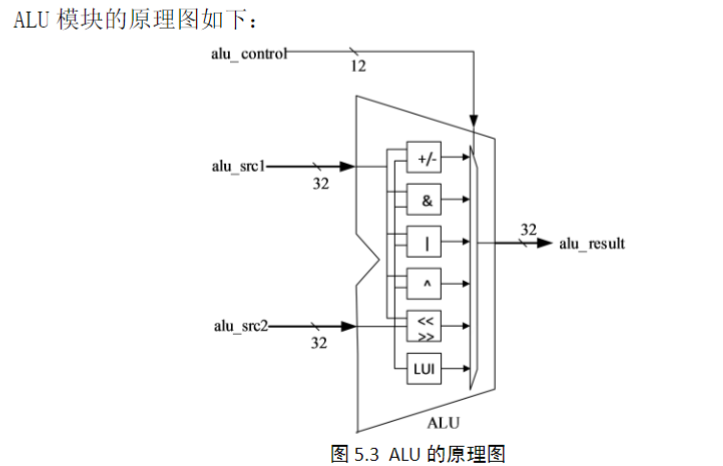 ALU 模块的原理图如下：
alu_control
12
alu_src1
32
+/-
&
|
^
<<
>>
LUI
32
alu_result
alu_src2
32
ALU
图 5.3 ALU 的原理图